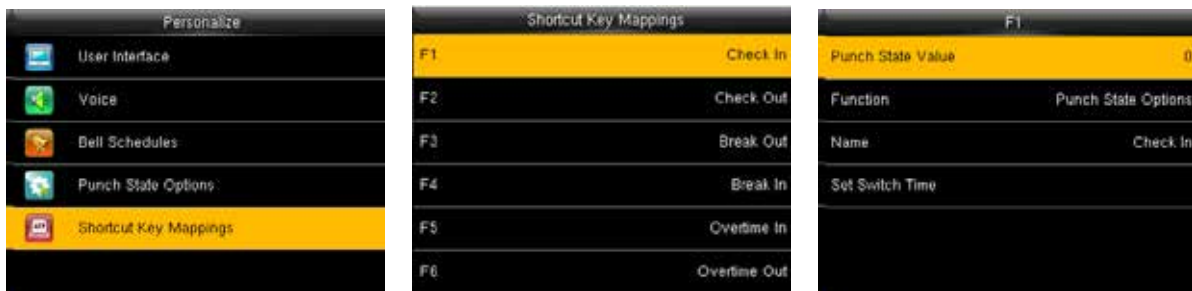 Personalize
User Interface
Voice
Bell Schedules
Punch State Options
Shortcut Key Mappings
Shortcut Key Mappings
F1 Check In
F2 Check Out
F3 Break Out
F4 Break In
F5 Overtime In
F6 Overtime Out
F1
Punch State Value 0
Function Punch State Options
Name Check In
Set Switch Time